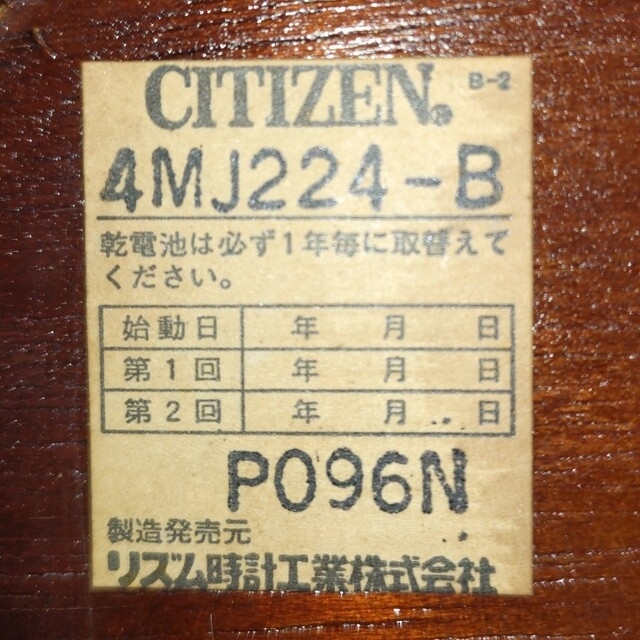 CITIZEN® B-2
4MJ224-B
乾電池は必ず1年毎に取替えて
ください。
始動日 年 月 日
第1回 年 月 日
第2回 年 月 日
P096N
製造発売元
リズム時計工業株式会社